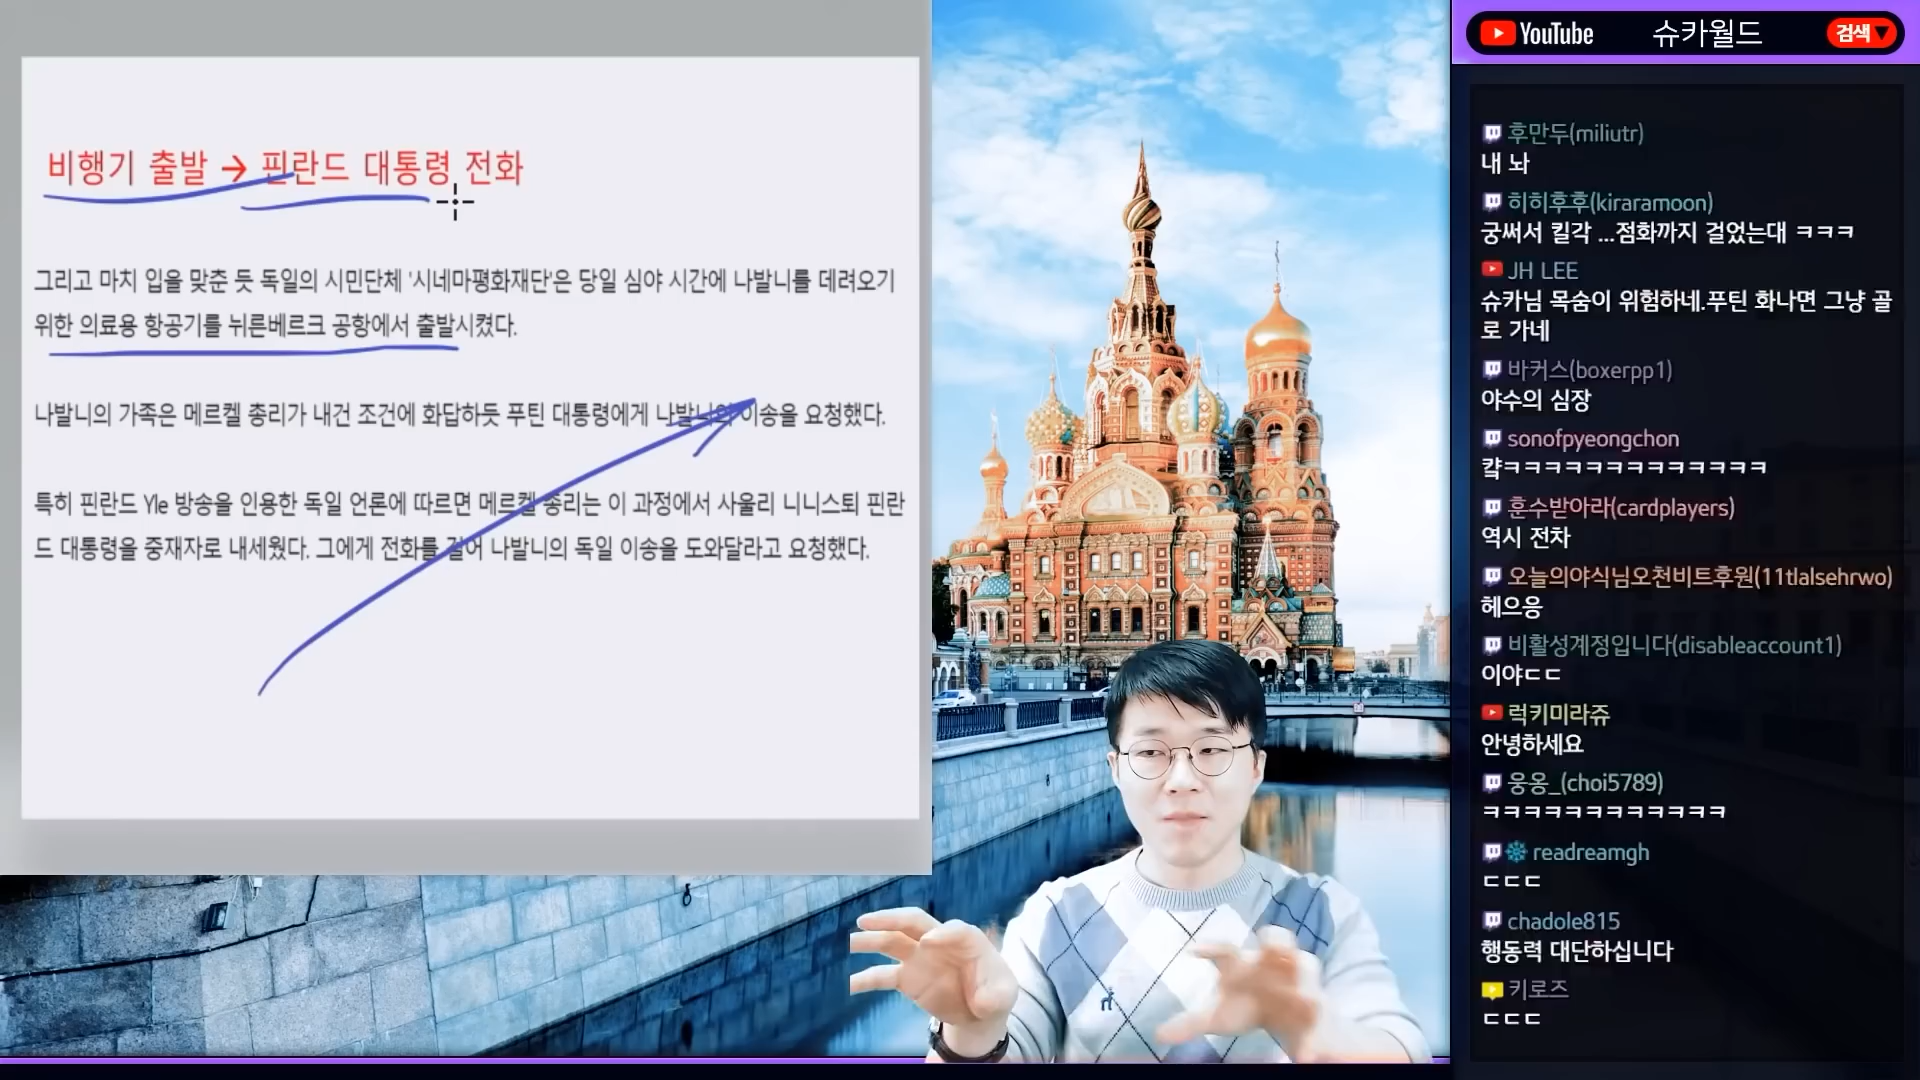 비행기 출발 → 핀란드 대통령 전화
그리고 마치 입을 맞춘 듯 독일의 시민단체 '시네마평화재단'은 당일 심야 시간에 나발니를 데려오기
위한 의료용 항공기를 뉘른베르크 공항에서 출발시켰다.
나발니의 가족은 메르켈 총리가 내건 조건에 화답하듯 푸틴 대통령에게 나발니의 이송을 요청했다.
특히 핀란드 Yle 방송을 인용한 독일 언론에 따르면 메르켈 총리는 이 과정에서 사울리 니니스퇴 핀란
드 대통령을 중재자로 내세웠다. 그에게 전화를 걸어 나발니의 독일 이송을 도와달라고 요청했다.
YouTube 슈카월드 검색▼
후만두(miliutr)
내 놔
히히후후(kiraramoon)
궁써서 킬각 ...점화까지 걸었는대 ㅋㅋㅋ
JH LEE
슈카님 목숨이 위험하네.푸틴 화나면 그냥 골
로 가네
바커스(boxerpp1)
야수의 심장
sonofpyeongchon
캌ㅋㅋㅋㅋㅋㅋㅋㅋㅋㅋㅋㅋㅋ
훈수받아라(cardplayers)
역시 전차
오늘의야식님오천비트후원(11tlalsehrwo)
헤으응
비활성계정입니다(disableaccount1)
이야ㄷㄷ
럭키미라쥬
안녕하세요
웅옹_(choi5789)
ㅋㅋㅋㅋㅋㅋㅋㅋㅋㅋㅋㅋ
readreamgh
ㄷㄷㄷ
chadole815
행동력 대단하십니다
키로즈
ㄷㄷㄷ